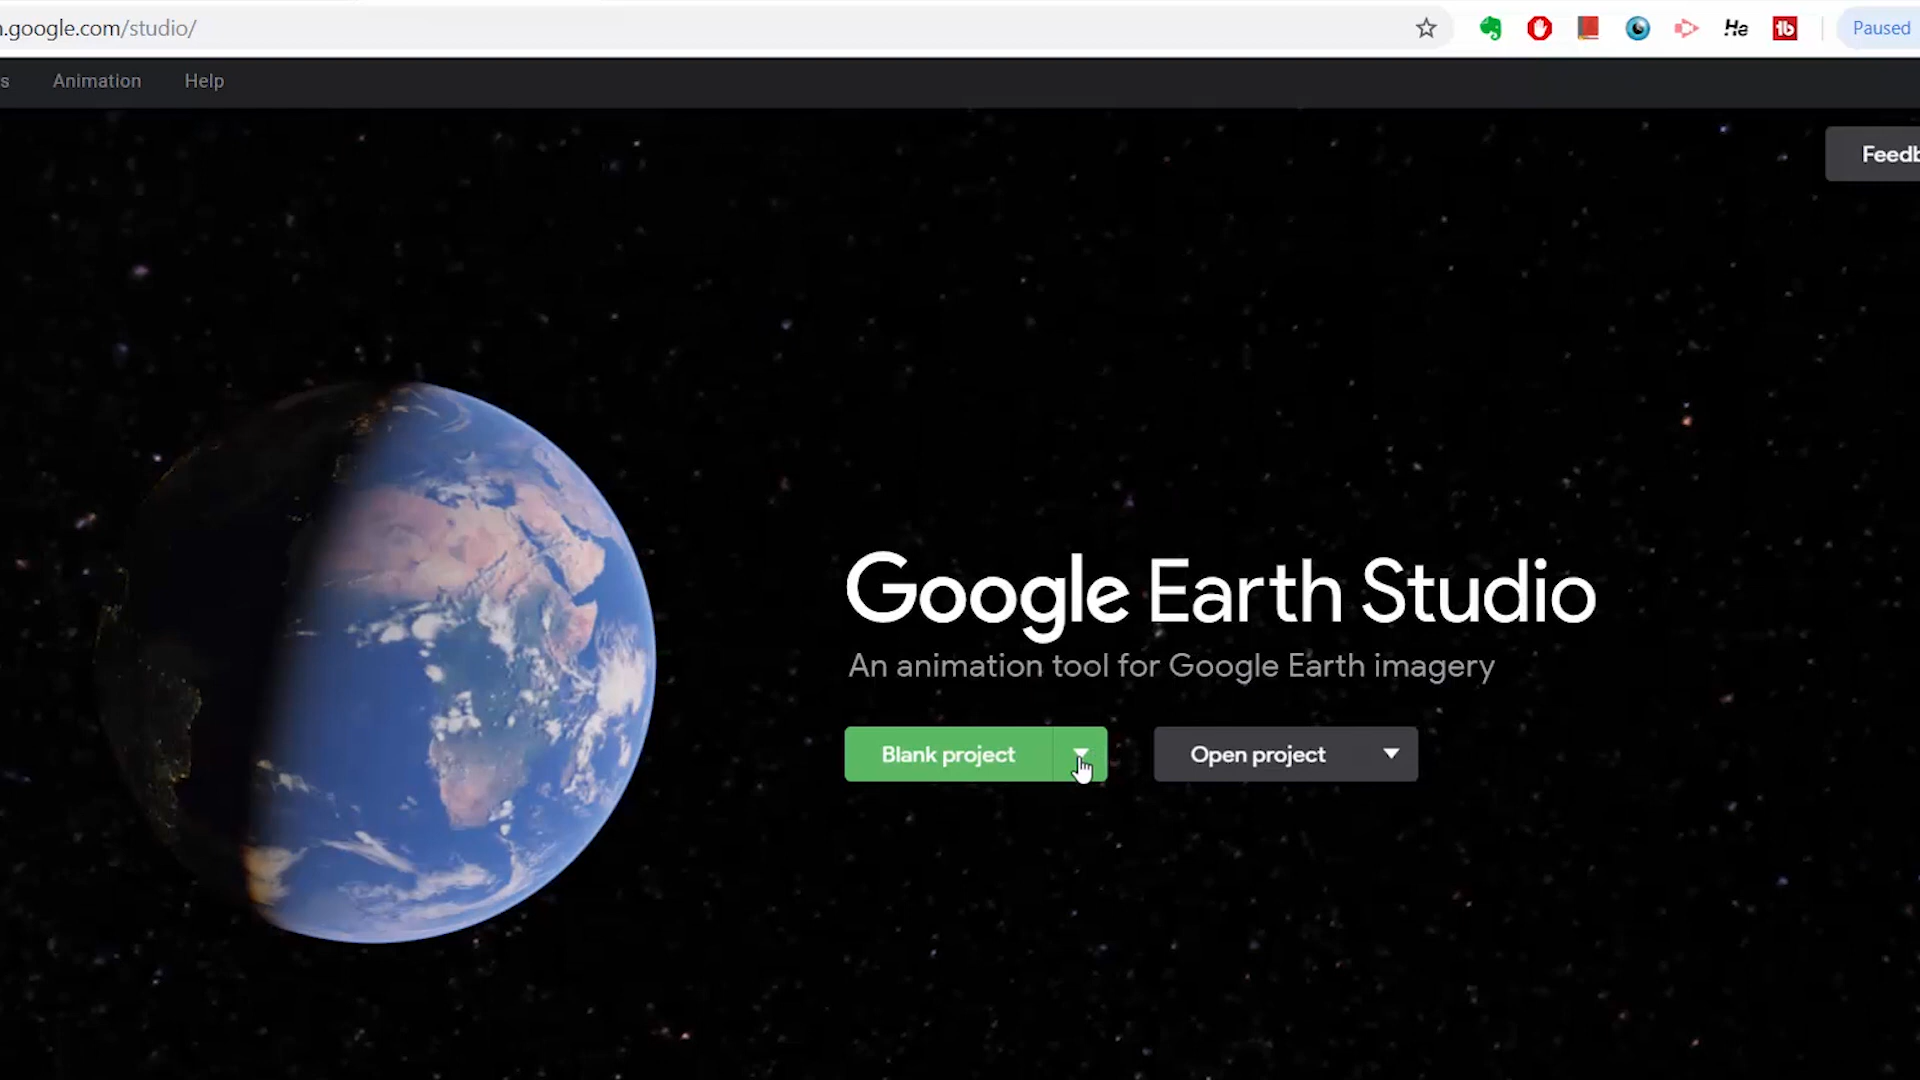 .google.com/studio/
Paused
s Animation Help
Feedb
Google Earth Studio
An animation tool for Google Earth imagery
Blank project
Open project